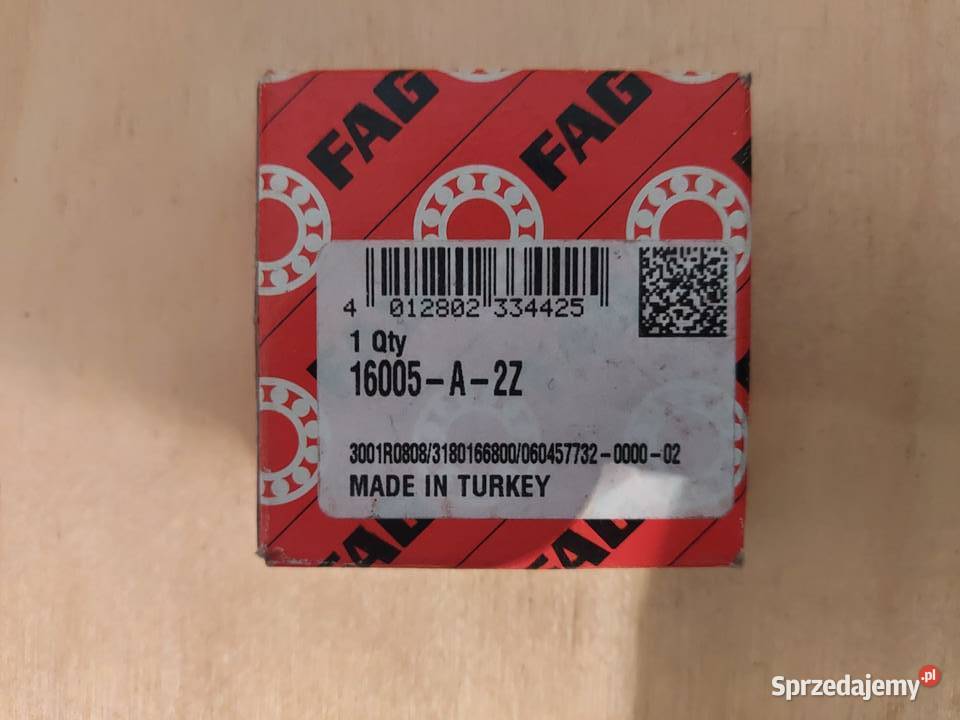 FAG FAG
4 012802 334425
1 Qty
16005-A-2Z
3001R0808/3180166800/060457732-0000-02
MADE IN TURKEY
FAG FAG
Sprzedajemy.pl